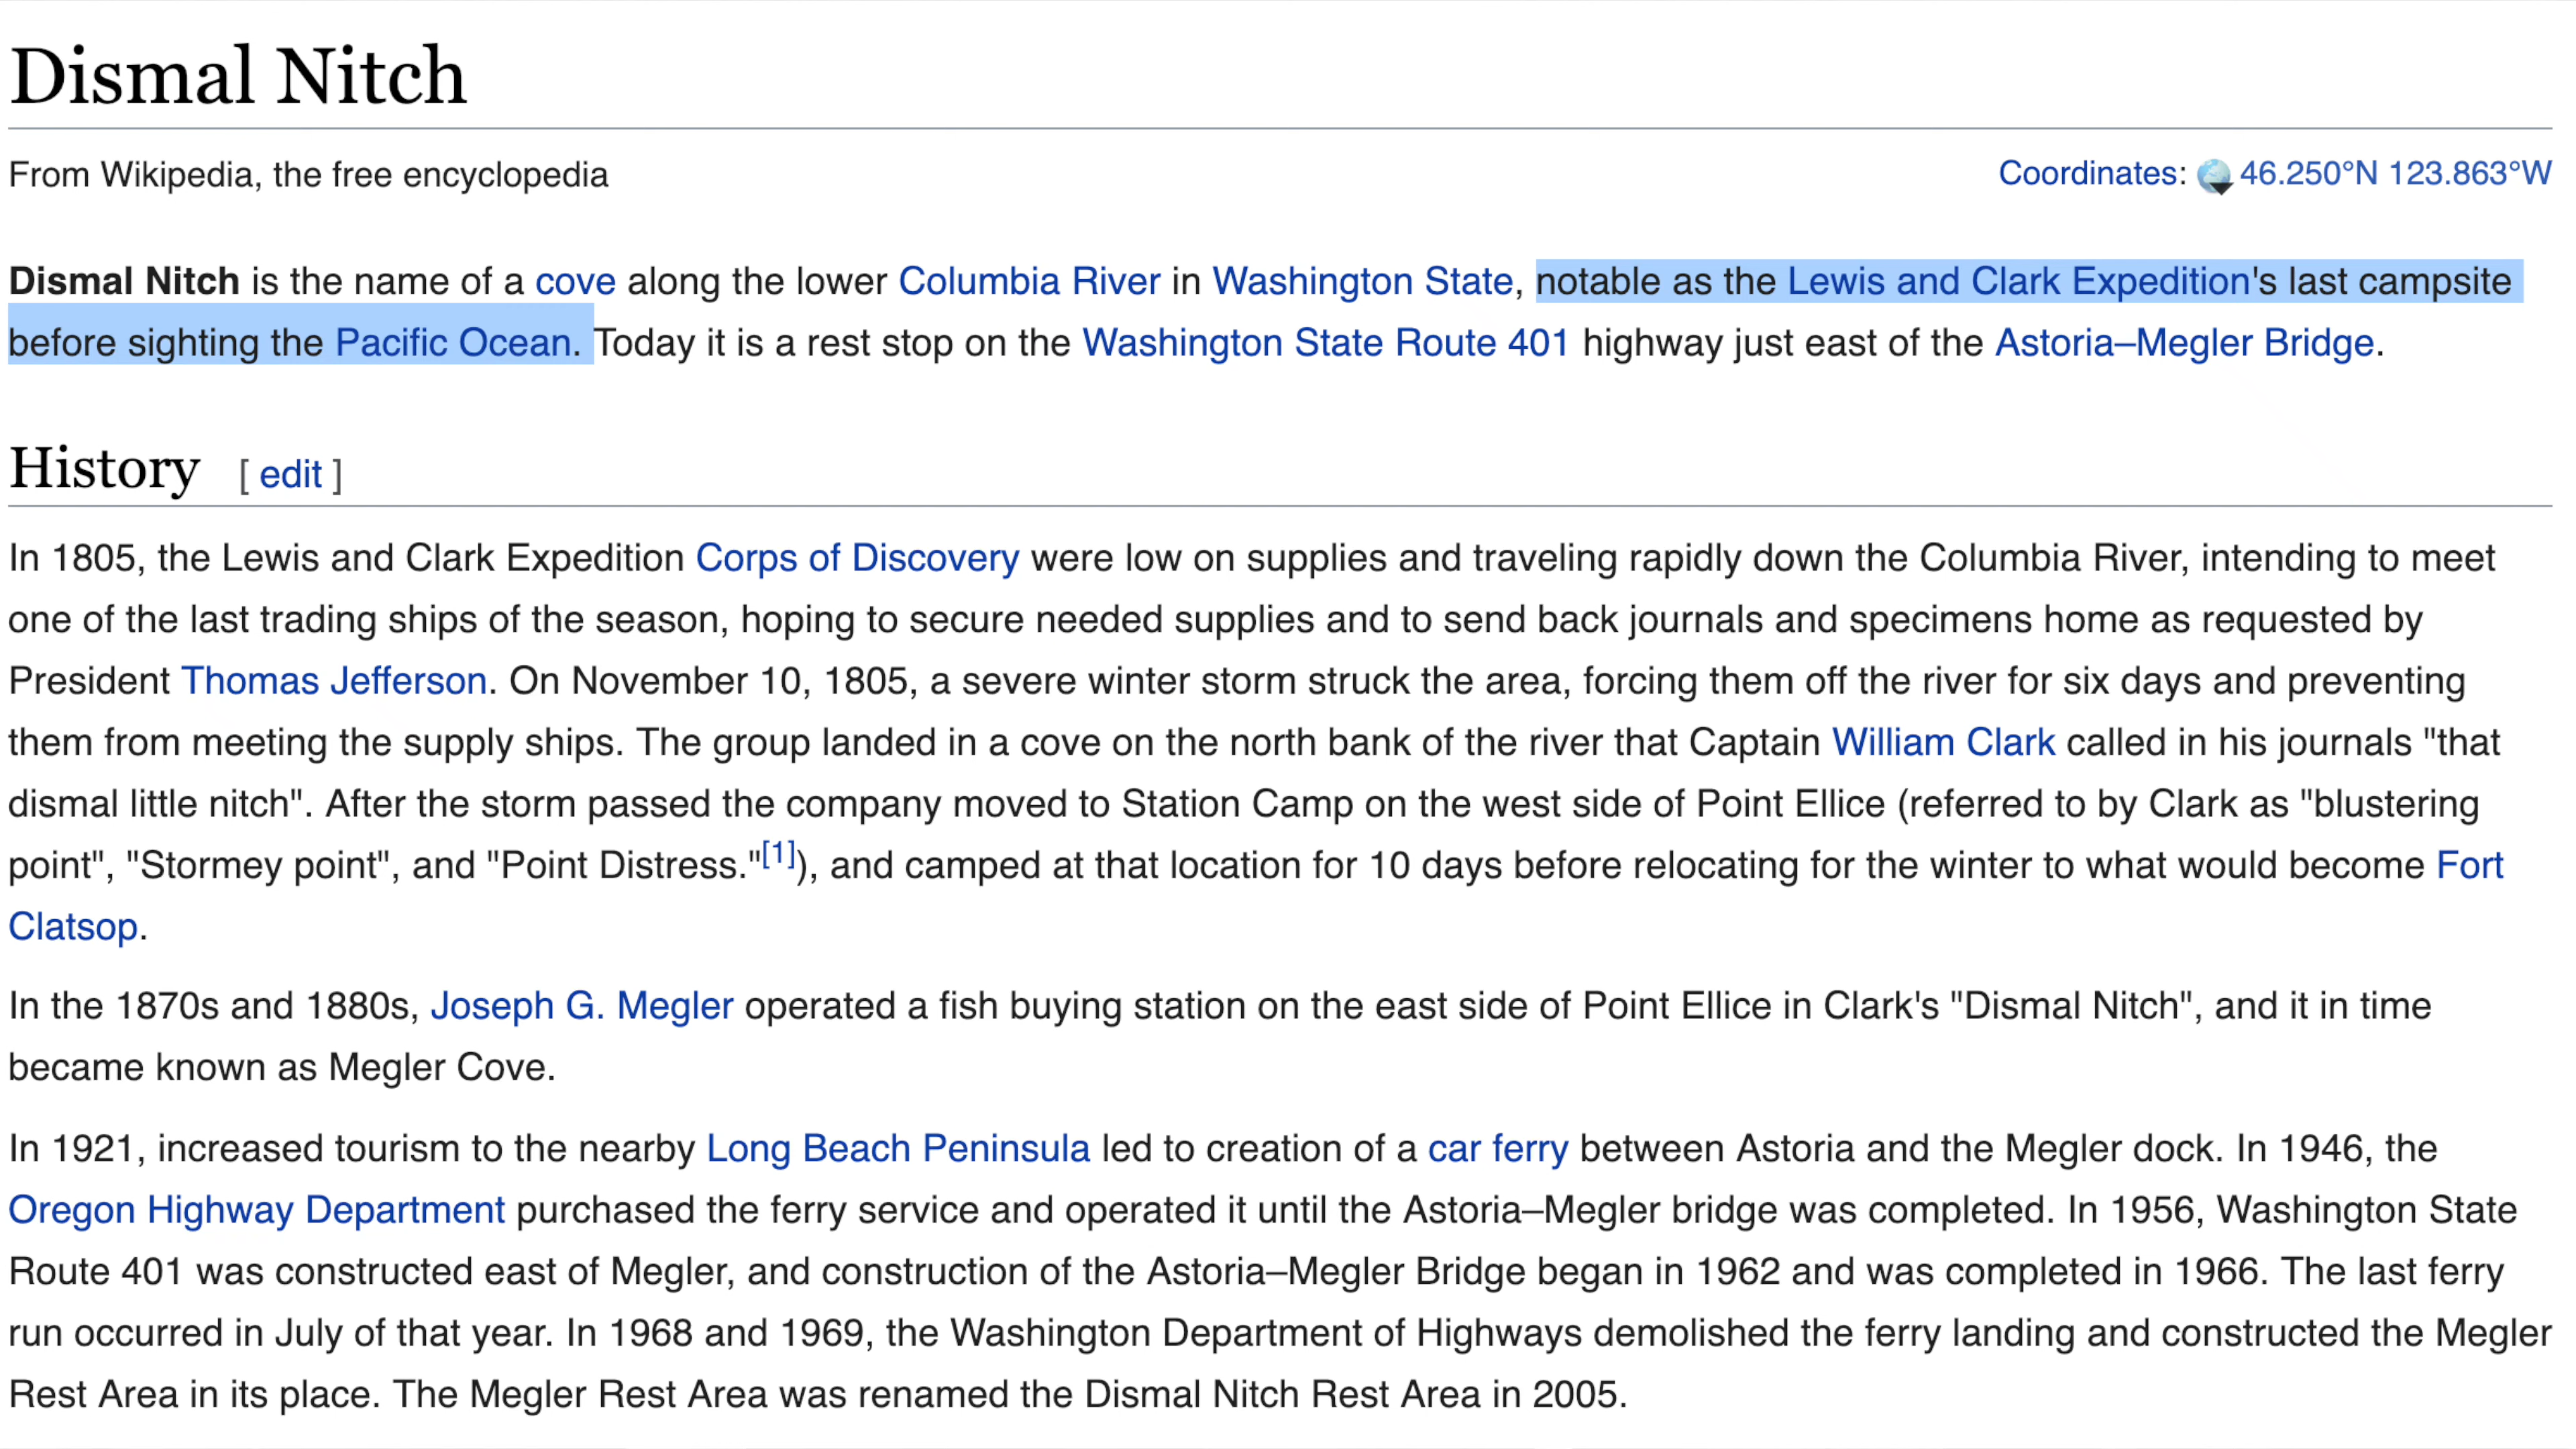 Dismal Nitch
From Wikipedia, the free encyclopedia
Coordinates: 46.250°N 123.863°W
Dismal Nitch is the name of a cove along the lower Columbia River in Washington State, notable as the Lewis and Clark Expedition's last campsite
before sighting the Pacific Ocean. Today it is a rest stop on the Washington State Route 401 highway just east of the Astoria–Megler Bridge.
History [ edit ]
In 1805, the Lewis and Clark Expedition Corps of Discovery were low on supplies and traveling rapidly down the Columbia River, intending to meet
one of the last trading ships of the season, hoping to secure needed supplies and to send back journals and specimens home as requested by
President Thomas Jefferson. On November 10, 1805, a severe winter storm struck the area, forcing them off the river for six days and preventing
them from meeting the supply ships. The group landed in a cove on the north bank of the river that Captain William Clark called in his journals "that
dismal little nitch". After the storm passed the company moved to Station Camp on the west side of Point Ellice (referred to by Clark as "blustering
point", "Stormey point", and "Point Distress."[1]), and camped at that location for 10 days before relocating for the winter to what would become Fort
Clatsop.
In the 1870s and 1880s, Joseph G. Megler operated a fish buying station on the east side of Point Ellice in Clark's "Dismal Nitch", and it in time
became known as Megler Cove.
In 1921, increased tourism to the nearby Long Beach Peninsula led to creation of a car ferry between Astoria and the Megler dock. In 1946, the
Oregon Highway Department purchased the ferry service and operated it until the Astoria–Megler bridge was completed. In 1956, Washington State
Route 401 was constructed east of Megler, and construction of the Astoria–Megler Bridge began in 1962 and was completed in 1966. The last ferry
run occurred in July of that year. In 1968 and 1969, the Washington Department of Highways demolished the ferry landing and constructed the Megler
Rest Area in its place. The Megler Rest Area was renamed the Dismal Nitch Rest Area in 2005.